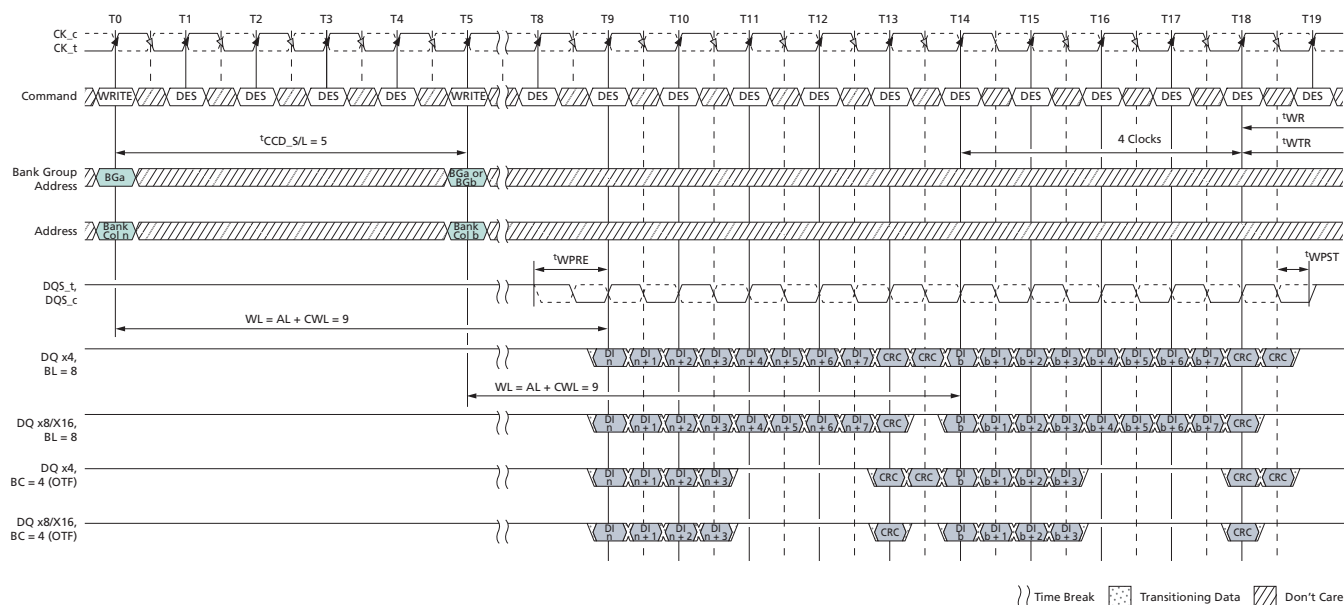 T0 T1 T2 T3 T4 T5 T8 T9 T10 T11 T12 T13 T14 T15 T16 T17 T18 T19
CK_c
CK_t
Command WRITE DES DES DES DES WRITE DES DES DES DES DES DES DES DES DES DES DES DES
tWR
tCCD_S/L = 5 4 Clocks tWTR
Bank Group
Address
BGa
BGa or
BGb
Address
Bank
Col n
Bank
Col b
tWPRE tWPST
DQS_t,
DQS_c
WL = AL + CWL = 9
DQ x4,
BL = 8
DI n DI n + 1 DI n + 2 DI n + 3 DI n + 4 DI n + 5 DI n + 6 DI n + 7 CRC CRC DI b DI b + 1 DI b + 2 DI b + 3 DI b + 4 DI b + 5 DI b + 6 DI b + 7 CRC CRC
WL = AL + CWL = 9
DQ x8/X16,
BL = 8
DI n DI n + 1 DI n + 2 DI n + 3 DI n + 4 DI n + 5 DI n + 6 DI n + 7 CRC DI b DI b + 1 DI b + 2 DI b + 3 DI b + 4 DI b + 5 DI b + 6 DI b + 7 CRC
DQ x4,
BC = 4 (OTF)
DI n DI n + 1 DI n + 2 DI n + 3 CRC CRC DI b DI b + 1 DI b + 2 DI b + 3 CRC CRC
DQ x8/X16,
BC = 4 (OTF)
DI n DI n + 1 DI n + 2 DI n + 3 CRC DI b DI b + 1 DI b + 2 DI b + 3 CRC
Time Break Transitioning Data Don't Care